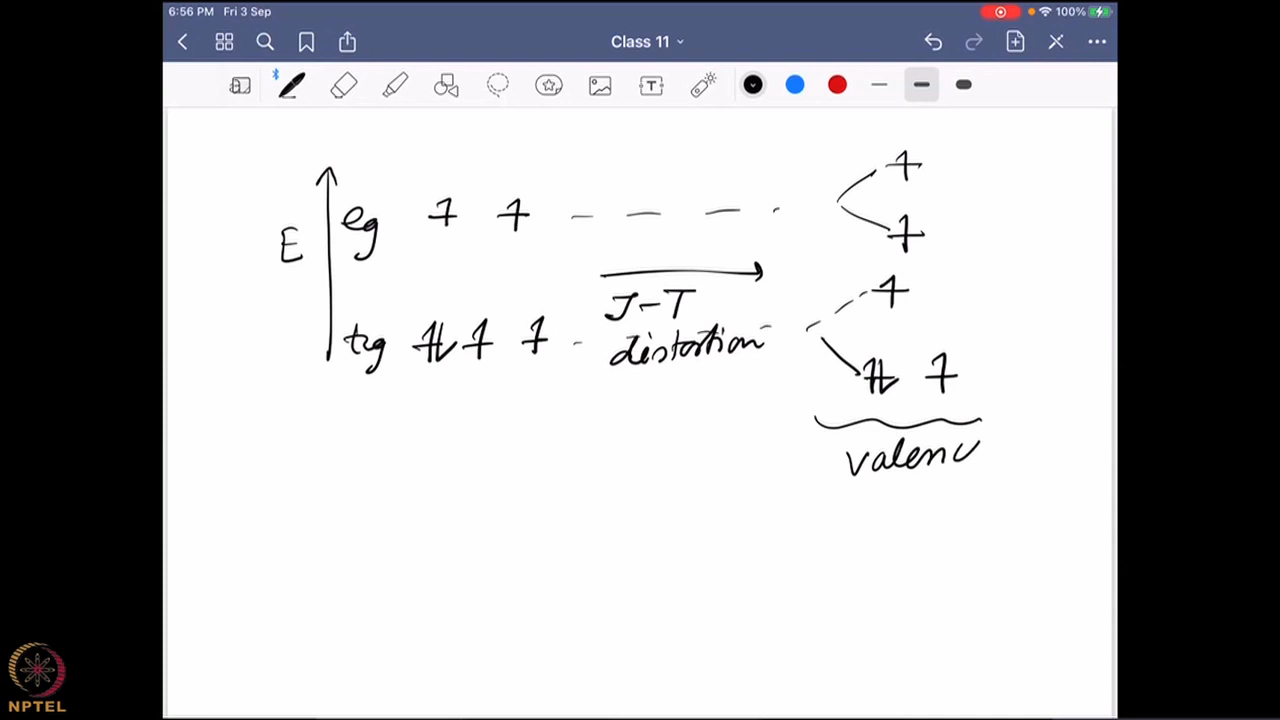 6:56 PM Fri 3 Sep
100%
Class 11
T
E
eg
J-T
t2g
distortion
valenc
NPTEL